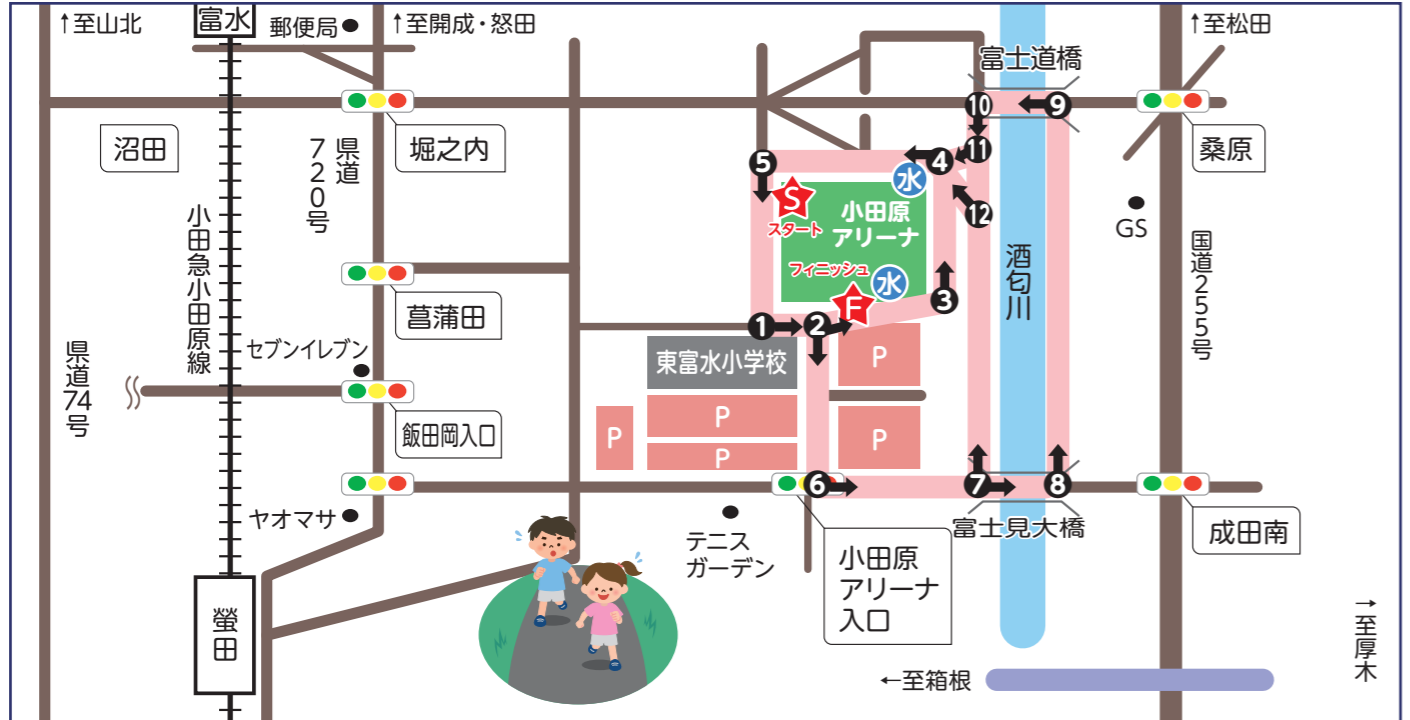 ↑至山北
富水
郵便局
↑至開成・怒田
↑至松田
富士道橋
沼田
堀之内
県道
720号
桑原
10
9
11
5
4
水
S
スタート
小田原
アリーナ
12
GS
小田急小田原線
酒匂川
国道255号
フィニッシュ
水
F
3
菖蒲田
1
2
セブンイレブン
東富水小学校
P
県道74号
飯田岡入口
P
P
P
P
6
7
8
ヤオマサ
テニス
ガーデン
富士見大橋
成田南
小田原
アリーナ
入口
螢田
←至箱根
→至厚木